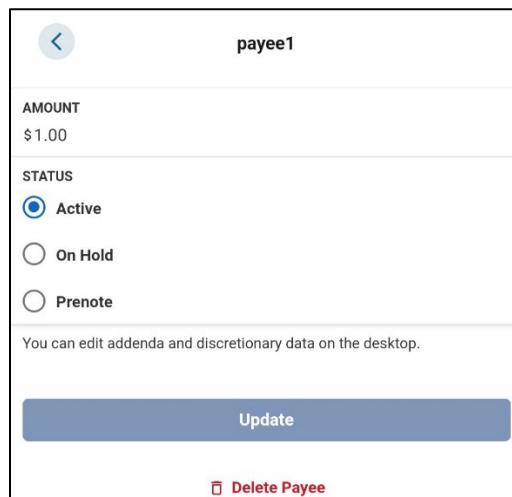 payee1
AMOUNT
$1.00
STATUS
Active
On Hold
Prenote
You can edit addenda and discretionary data on the desktop.
Update
Delete Payee